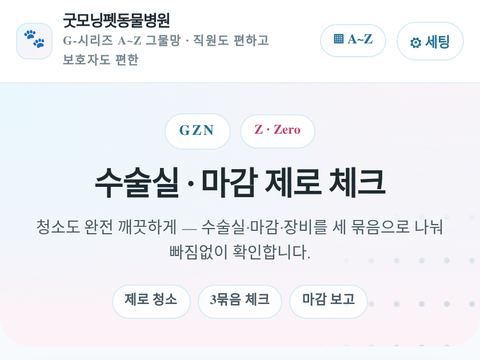 굿모닝펫동물병원
G-시리즈 A~Z 그물망 · 직원도 편하고
보호자도 편한
A~Z
세팅
GZN
Z · Zero
수술실 · 마감 제로 체크
청소도 완전 깨끗하게 — 수술실·마감·장비를 세 묶음으로 나눠
빠짐없이 확인합니다.
제로 청소
3묶음 체크
마감 보고